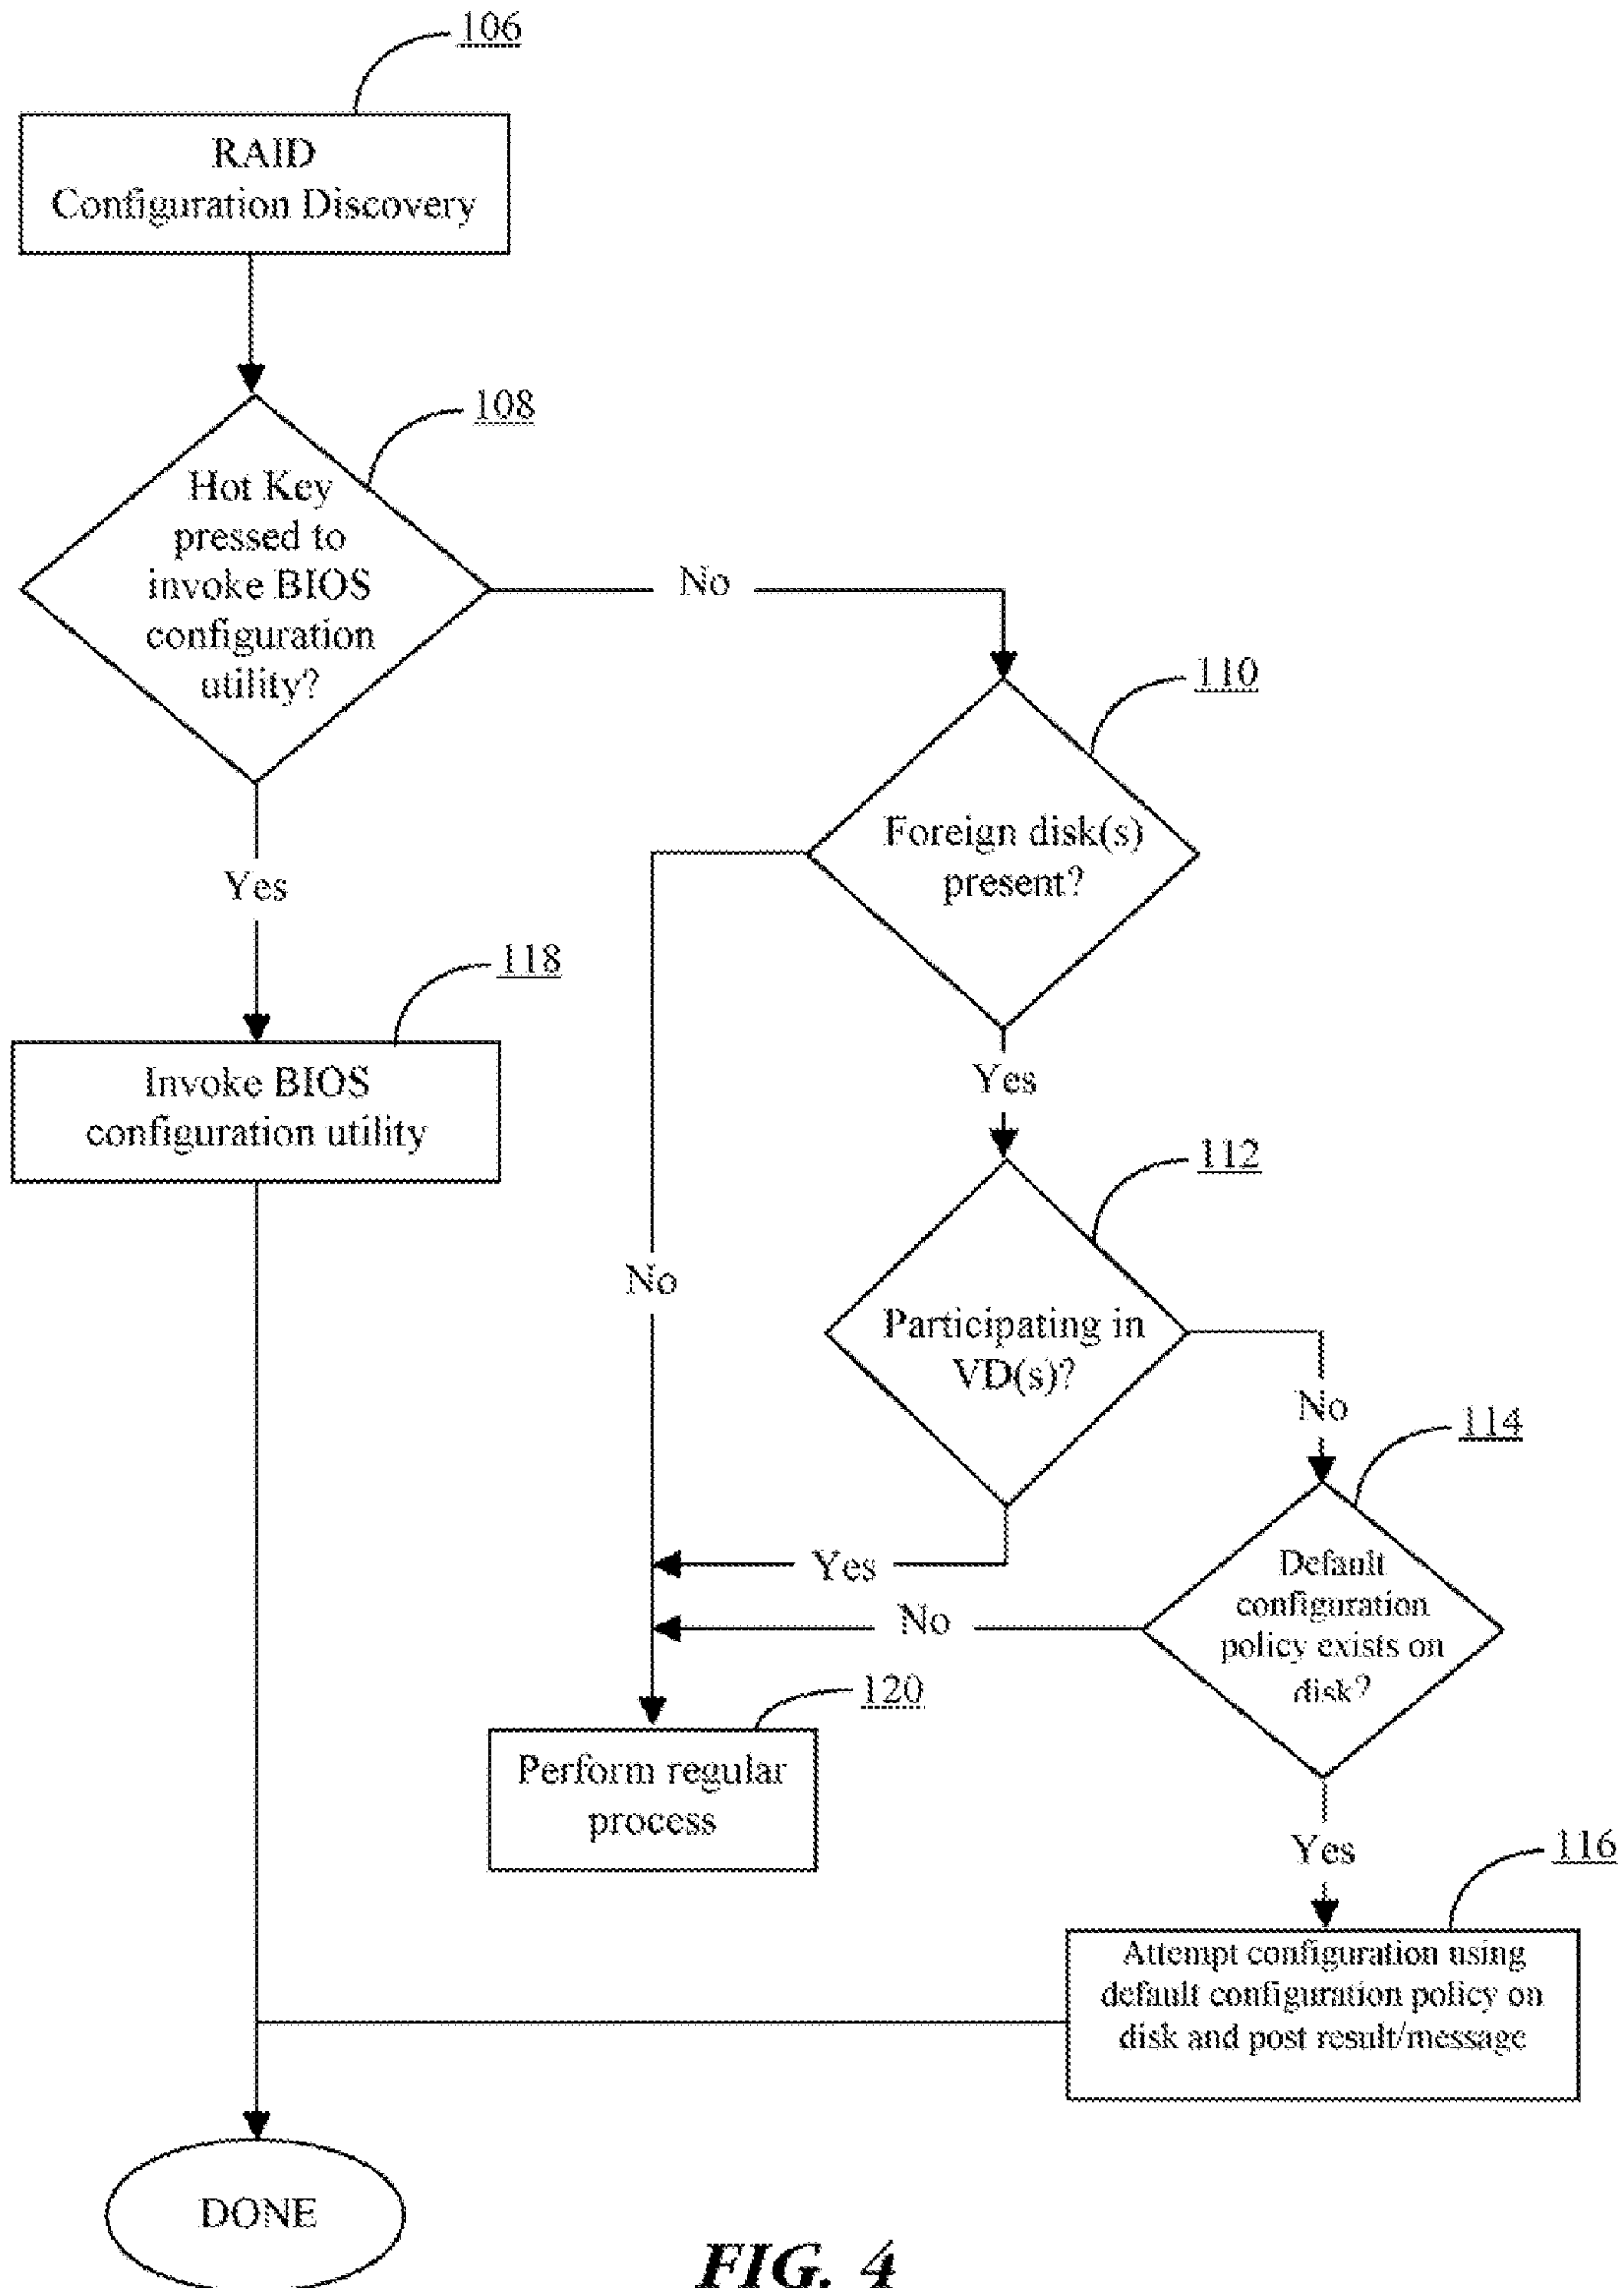 106
RAID
Configuration Discovery
108
Hot Key
pressed to
invoke BIOS
configuration
utility?
No
110
Foreign disk(s)
present?
Yes
118
Invoke BIOS
configuration utility
Yes
112
Participating in
VD(s)?
No
No
114
Default
configuration
policy exists on
disk?
Yes
No
120
Perform regular
process
Yes
116
Attempt configuration using
default configuration policy on
disk and post result/message
DONE
FIG. 4